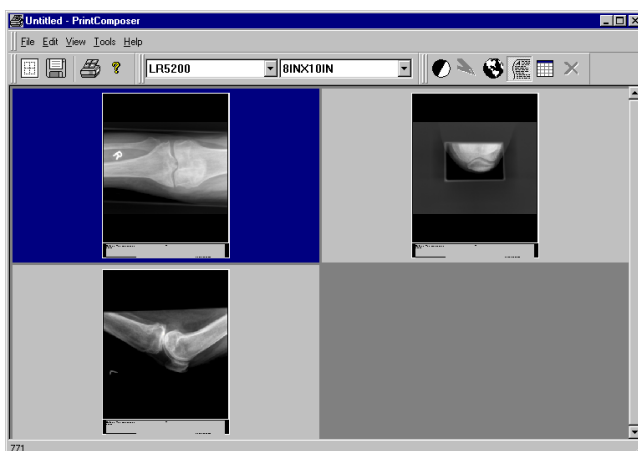 Untitled - PrintComposer
File Edit View Tools Help
LR5200 8INX10IN
R
L
771